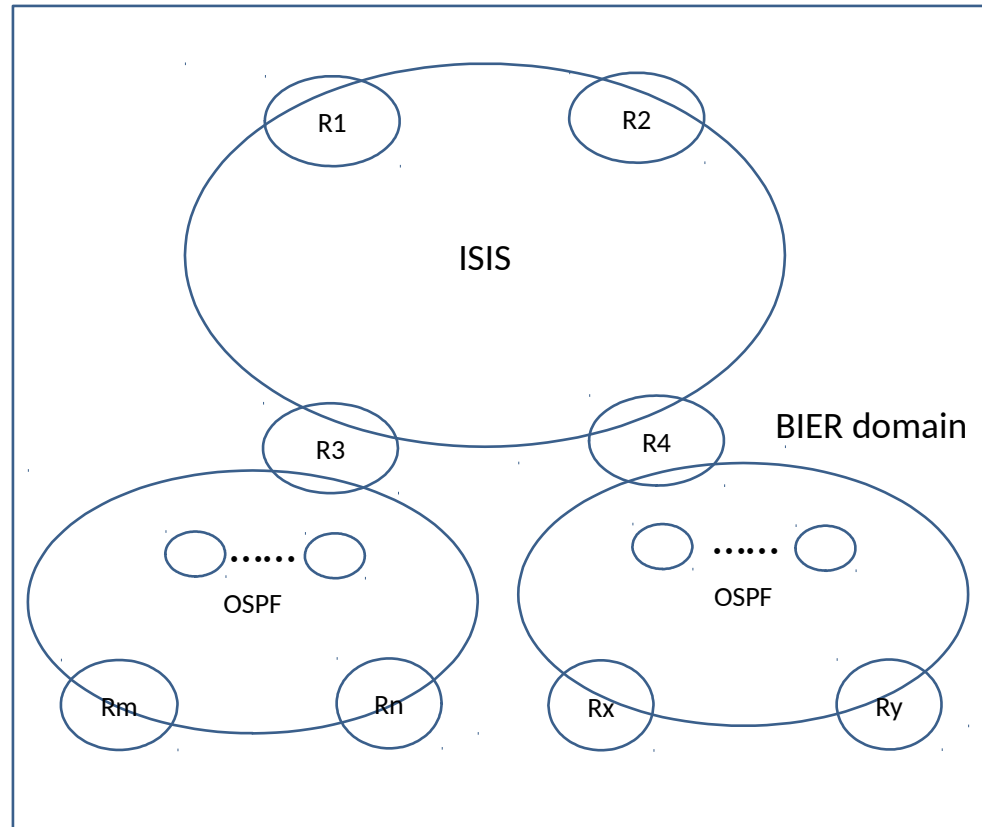 R1
R2
ISIS
BIER domain
R3
R4
......
OSPF
......
OSPF
Rm
Rn
Rx
Ry